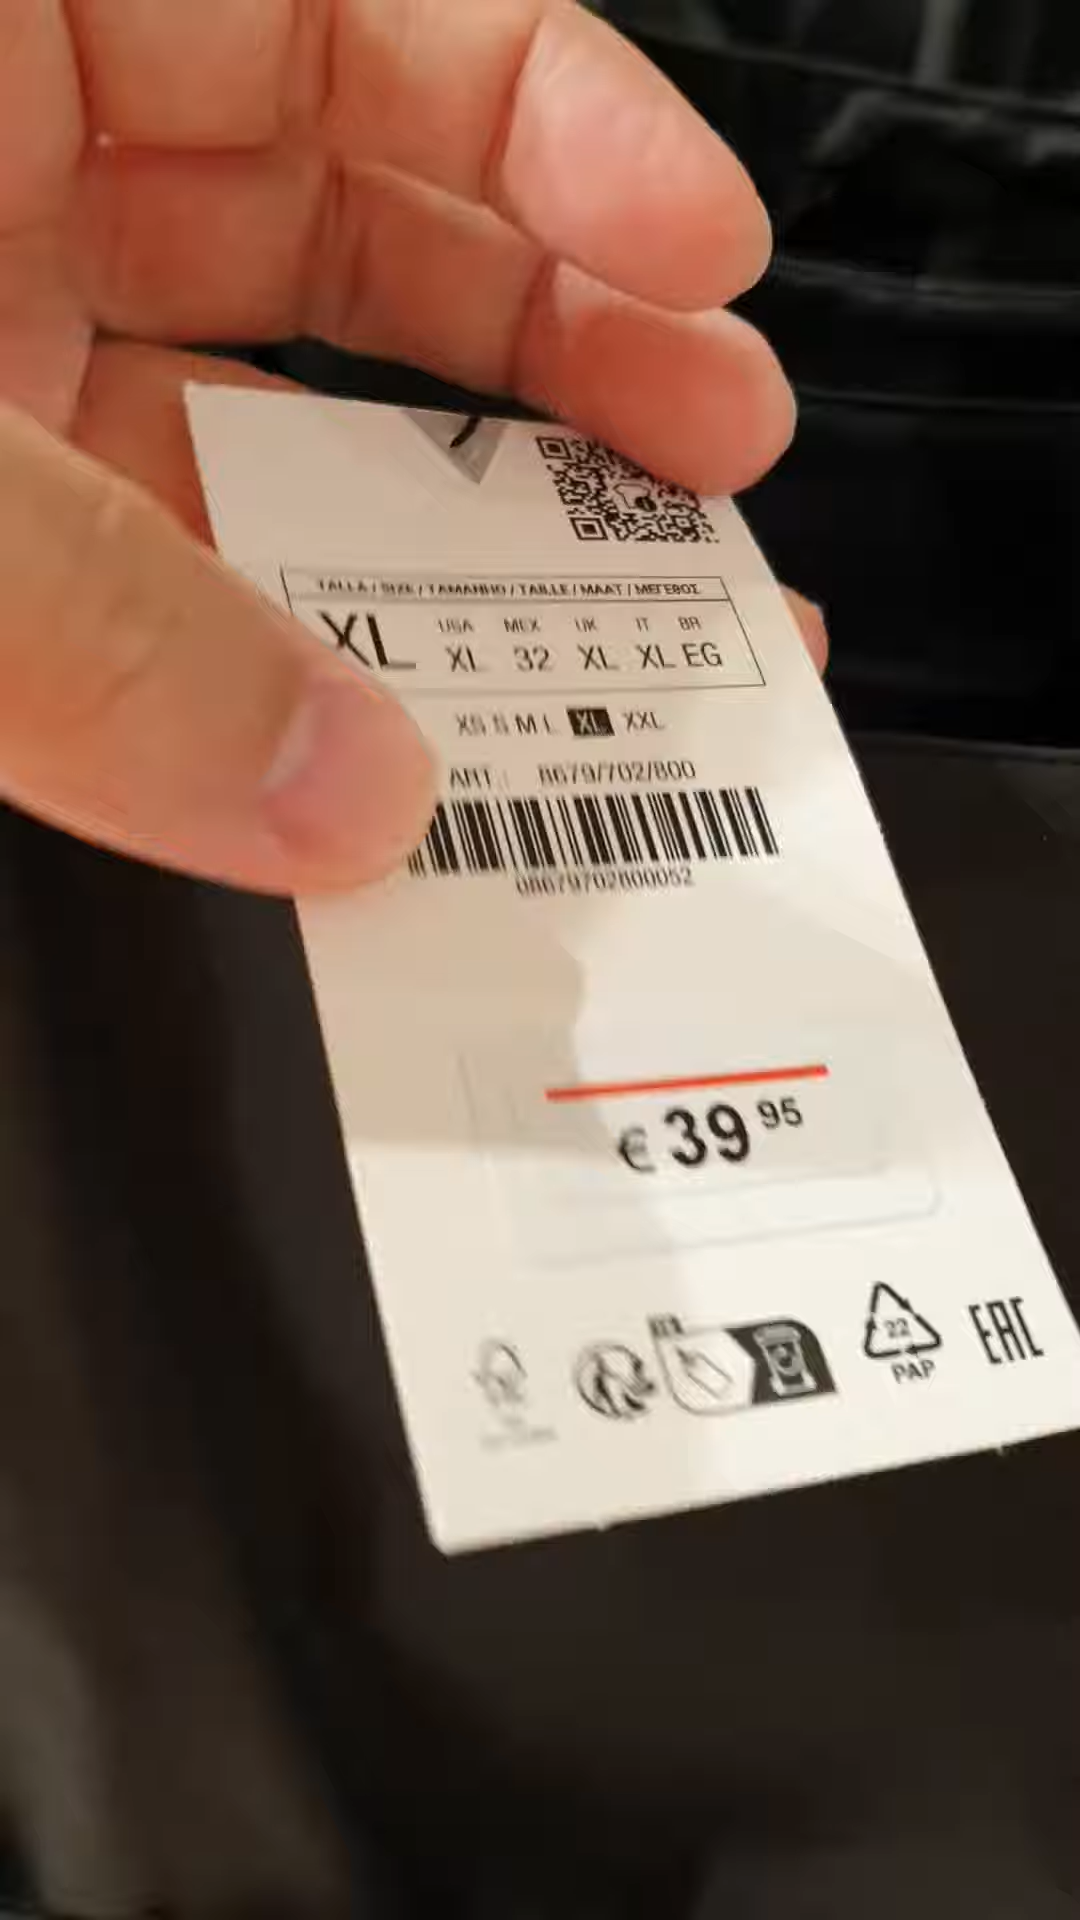 TALLA / SIZE / TAMANHO / TAILLE / MAAT / ΜΕΓΕΘΟΣ
XL
USA MEX UK IT BR
XL 32 XL XL EG
XS S M L XL XXL
ART.: 8679/702/800
08679702800052
€ 39 95
22
PAP
EAC